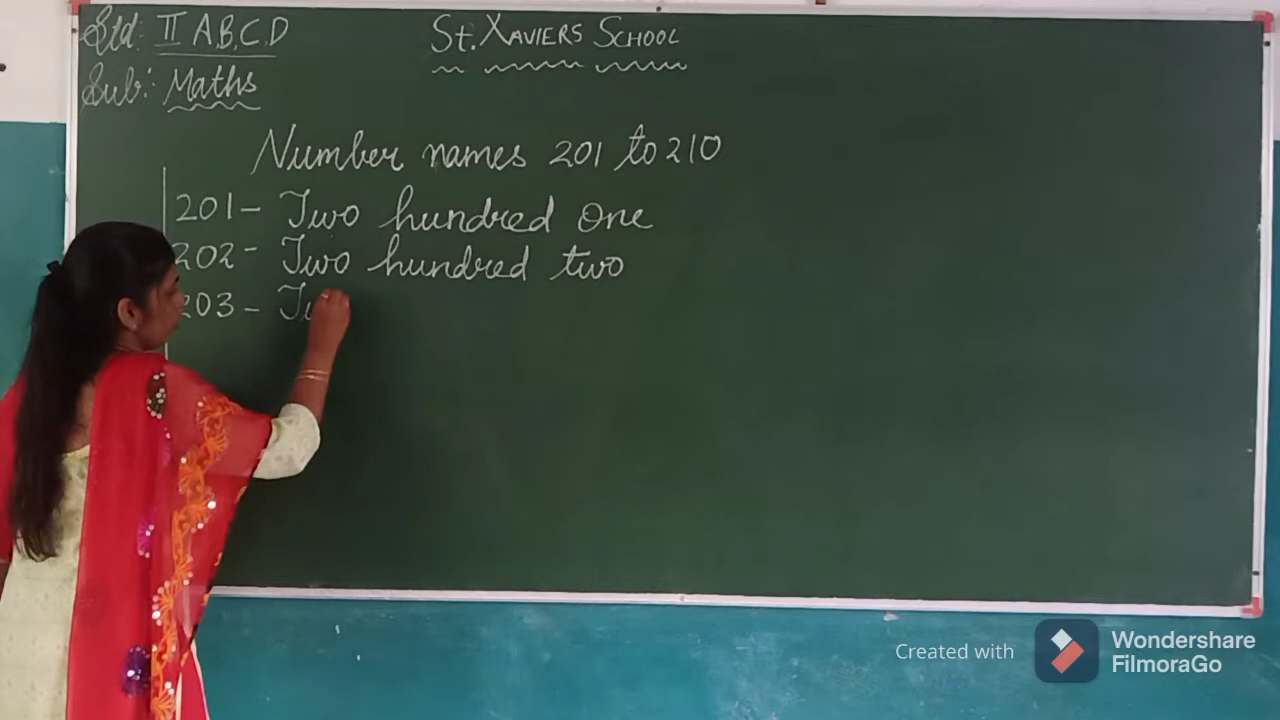 Std: II A,B,C,D
St. XAVIERS SCHOOL
Sub: Maths
Number names 201 to 210
201 - Two hundred One
202 - Two hundred two
203 -
Created with Wondershare FilmoraGo